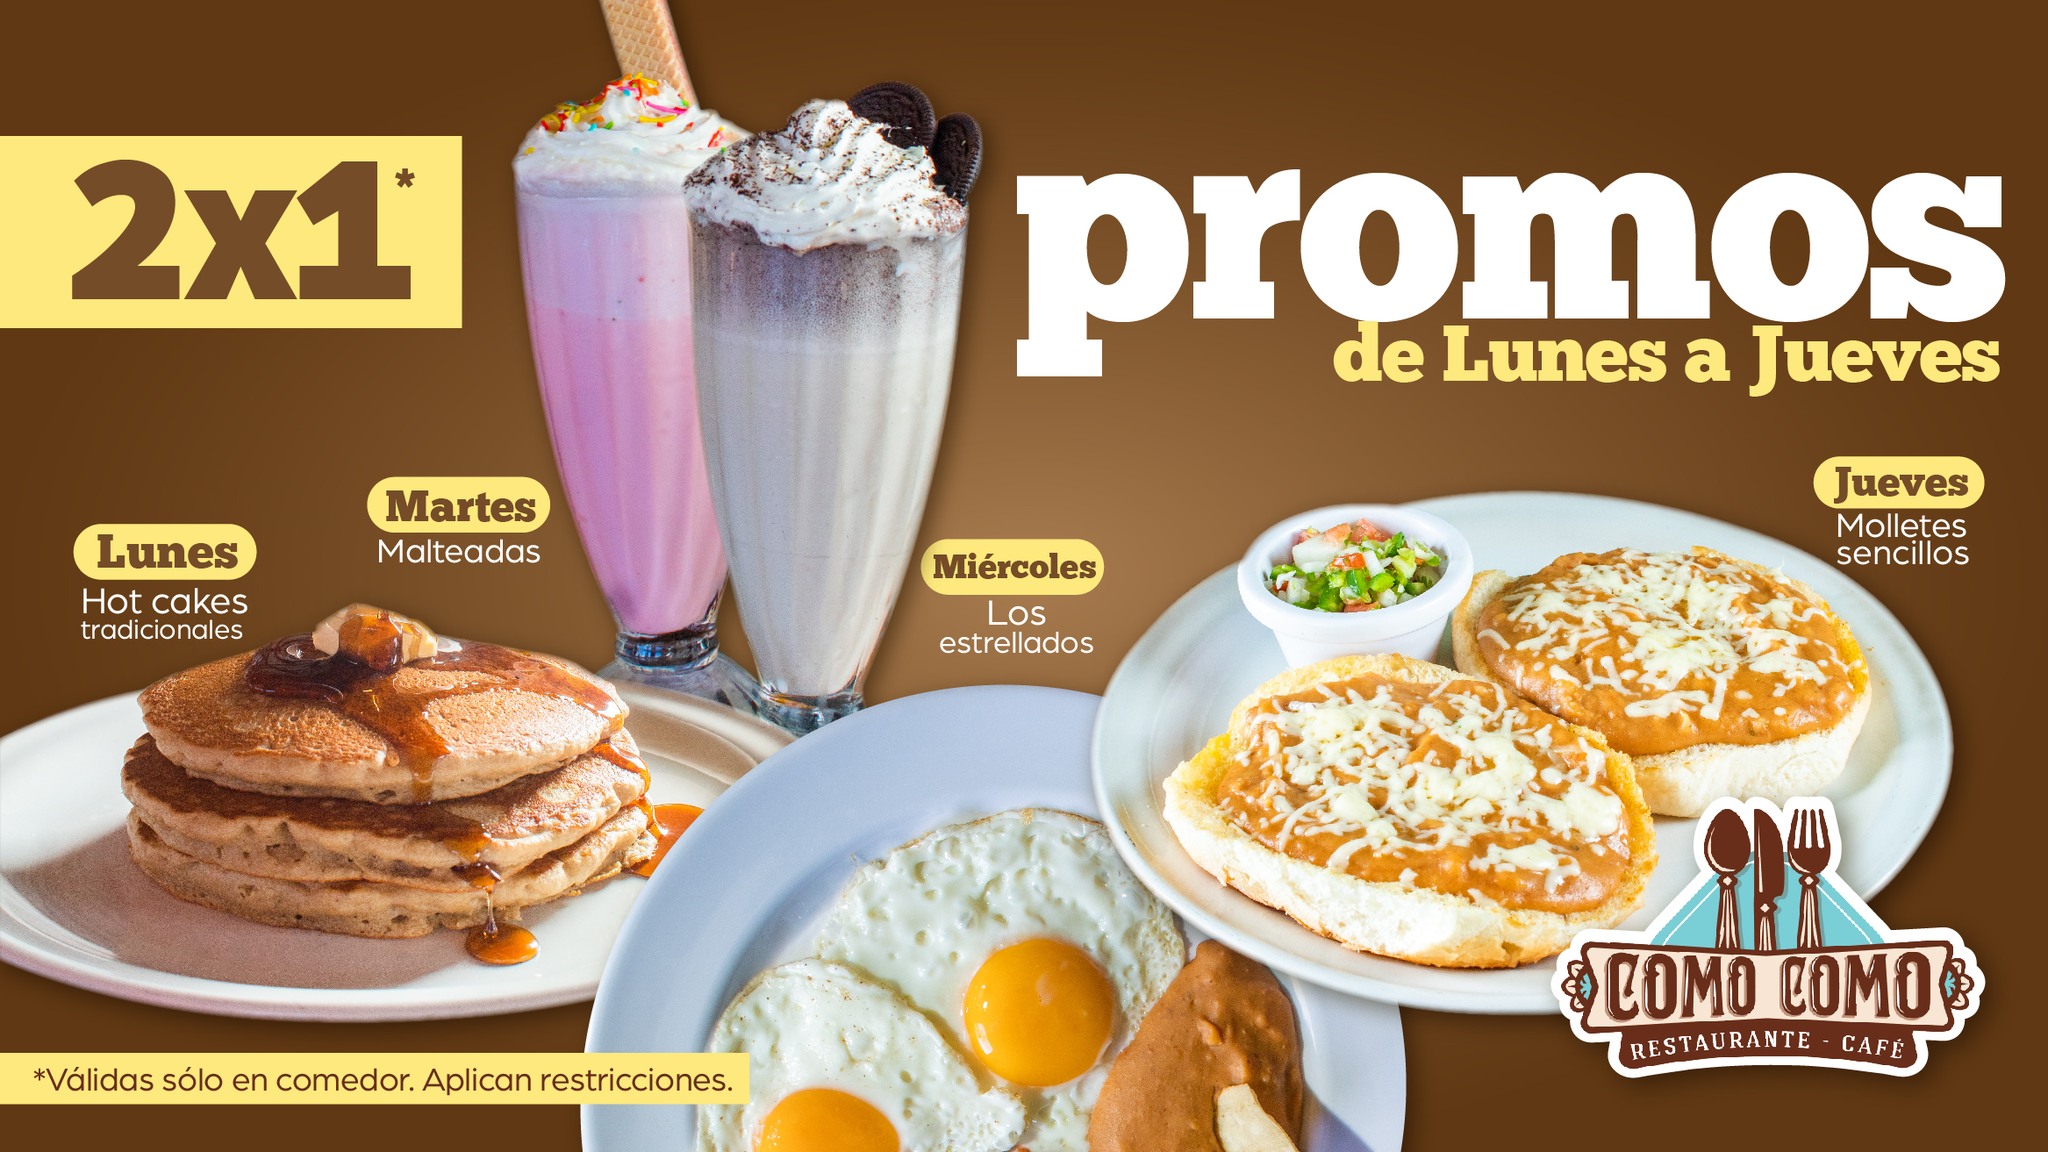 2x1*
promos
de Lunes a Jueves
Lunes
Hot cakes
tradicionales
Martes
Malteadas
Miércoles
Los
estrellados
Jueves
Molletes
sencillos
COMO COMO
RESTAURANTE - CAFÉ
*Válidas sólo en comedor. Aplican restricciones.